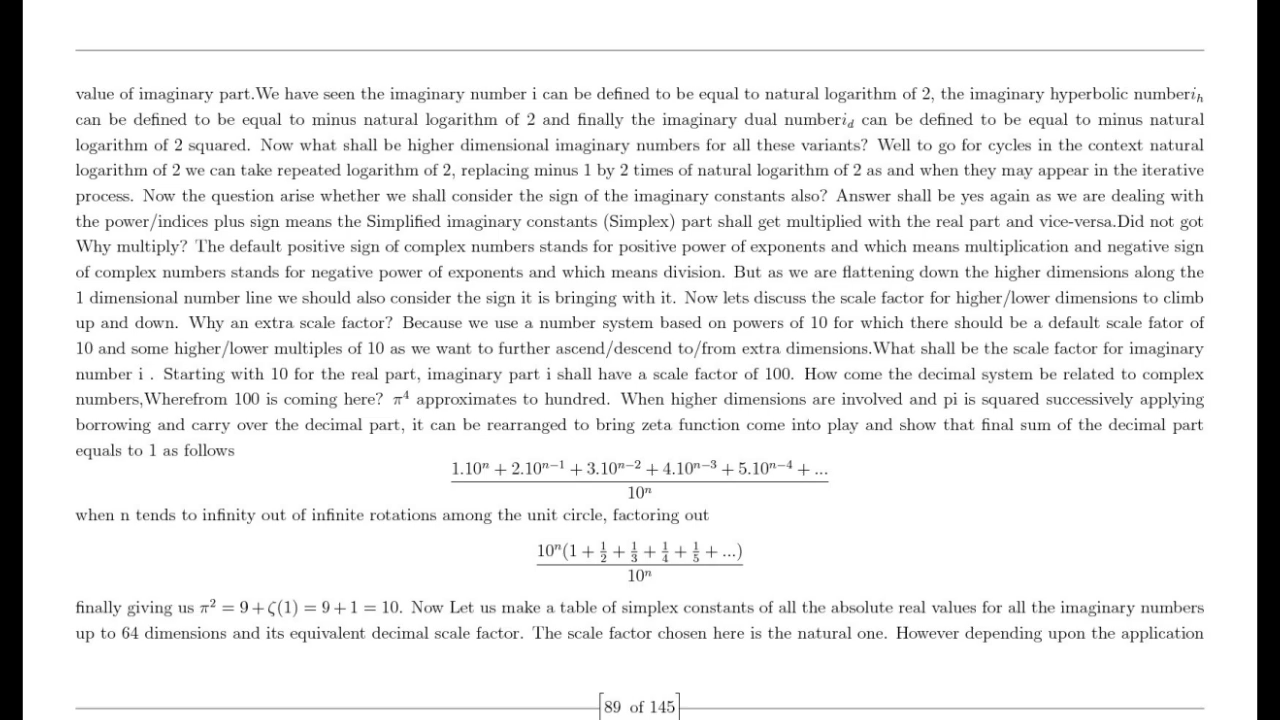 value of imaginary part.We have seen the imaginary number i can be defined to be equal to natural logarithm of 2, the imaginary hyperbolic numberiₕ
can be defined to be equal to minus natural logarithm of 2 and finally the imaginary dual numberi_d can be defined to be equal to minus natural
logarithm of 2 squared. Now what shall be higher dimensional imaginary numbers for all these variants? Well to go for cycles in the context natural
logarithm of 2 we can take repeated logarithm of 2, replacing minus 1 by 2 times of natural logarithm of 2 as and when they may appear in the iterative
process. Now the question arise whether we shall consider the sign of the imaginary constants also? Answer shall be yes again as we are dealing with
the power/indices plus sign means the Simplified imaginary constants (Simplex) part shall get multiplied with the real part and vice-versa.Did not got
Why multiply? The default positive sign of complex numbers stands for positive power of exponents and which means multiplication and negative sign
of complex numbers stands for negative power of exponents and which means division. But as we are flattening down the higher dimensions along the
1 dimensional number line we should also consider the sign it is bringing with it. Now lets discuss the scale factor for higher/lower dimensions to climb
up and down. Why an extra scale factor? Because we use a number system based on powers of 10 for which there should be a default scale fator of
10 and some higher/lower multiples of 10 as we want to further ascend/descend to/from extra dimensions.What shall be the scale factor for imaginary
number i . Starting with 10 for the real part, imaginary part i shall have a scale factor of 100. How come the decimal system be related to complex
numbers,Wherefrom 100 is coming here? π⁴ approximates to hundred. When higher dimensions are involved and pi is squared successively applying
borrowing and carry over the decimal part, it can be rearranged to bring zeta function come into play and show that final sum of the decimal part
equals to 1 as follows
1.10ⁿ + 2.10ⁿ⁻¹ + 3.10ⁿ⁻² + 4.10ⁿ⁻³ + 5.10ⁿ⁻⁴ + ...
10ⁿ
when n tends to infinity out of infinite rotations among the unit circle, factoring out
10ⁿ(1 + 1/2 + 1/3 + 1/4 + 1/5 + ...)
10ⁿ
finally giving us π² = 9 + ζ(1) = 9 + 1 = 10. Now Let us make a table of simplex constants of all the absolute real values for all the imaginary numbers
up to 64 dimensions and its equivalent decimal scale factor. The scale factor chosen here is the natural one. However depending upon the application
89 of 145